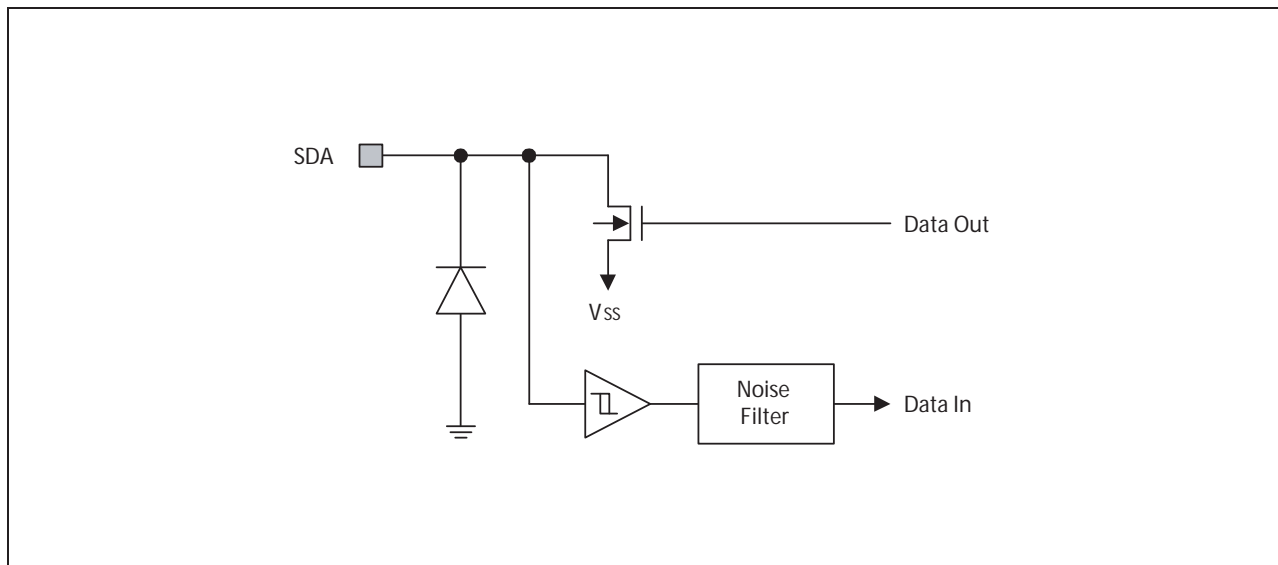 SDA
Data Out
Vss
Noise
Filter
Data In